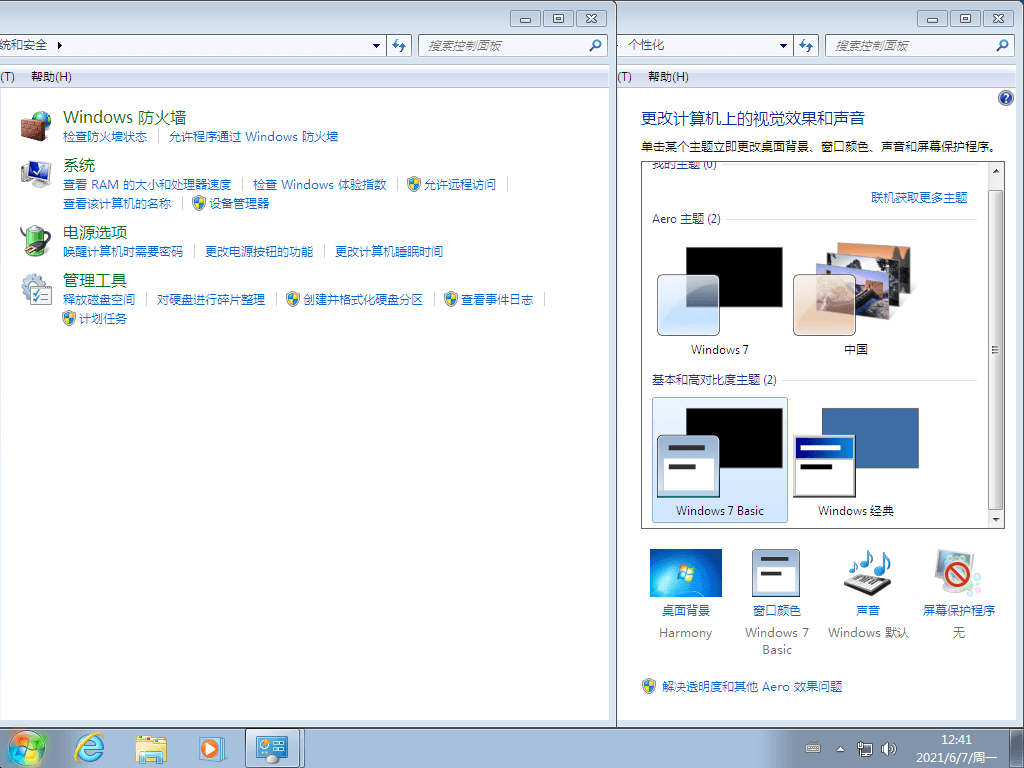 统和安全
搜索控制面板
(T) 帮助(H)
Windows 防火墙
检查防火墙状态 允许程序通过 Windows 防火墙
系统
查看 RAM 的大小和处理器速度 检查 Windows 体验指数 允许远程访问
查看该计算机的名称 设备管理器
电源选项
唤醒计算机时需要密码 更改电源按钮的功能 更改计算机睡眠时间
管理工具
释放磁盘空间 对硬盘进行碎片整理 创建并格式化硬盘分区 查看事件日志
计划任务
个性化
搜索控制面板
(T) 帮助(H)
更改计算机上的视觉效果和声音
单击某个主题立即更改桌面背景、窗口颜色、声音和屏幕保护程序。
我的主题 (0)
联机获取更多主题
Aero 主题 (2)
Windows 7 中国
基本和高对比度主题 (2)
Windows 7 Basic Windows 经典
桌面背景 窗口颜色 声音 屏幕保护程序
Harmony Windows 7 Basic Windows 默认 无
解决透明度和其他 Aero 效果问题
12:41
2021/6/7/周一